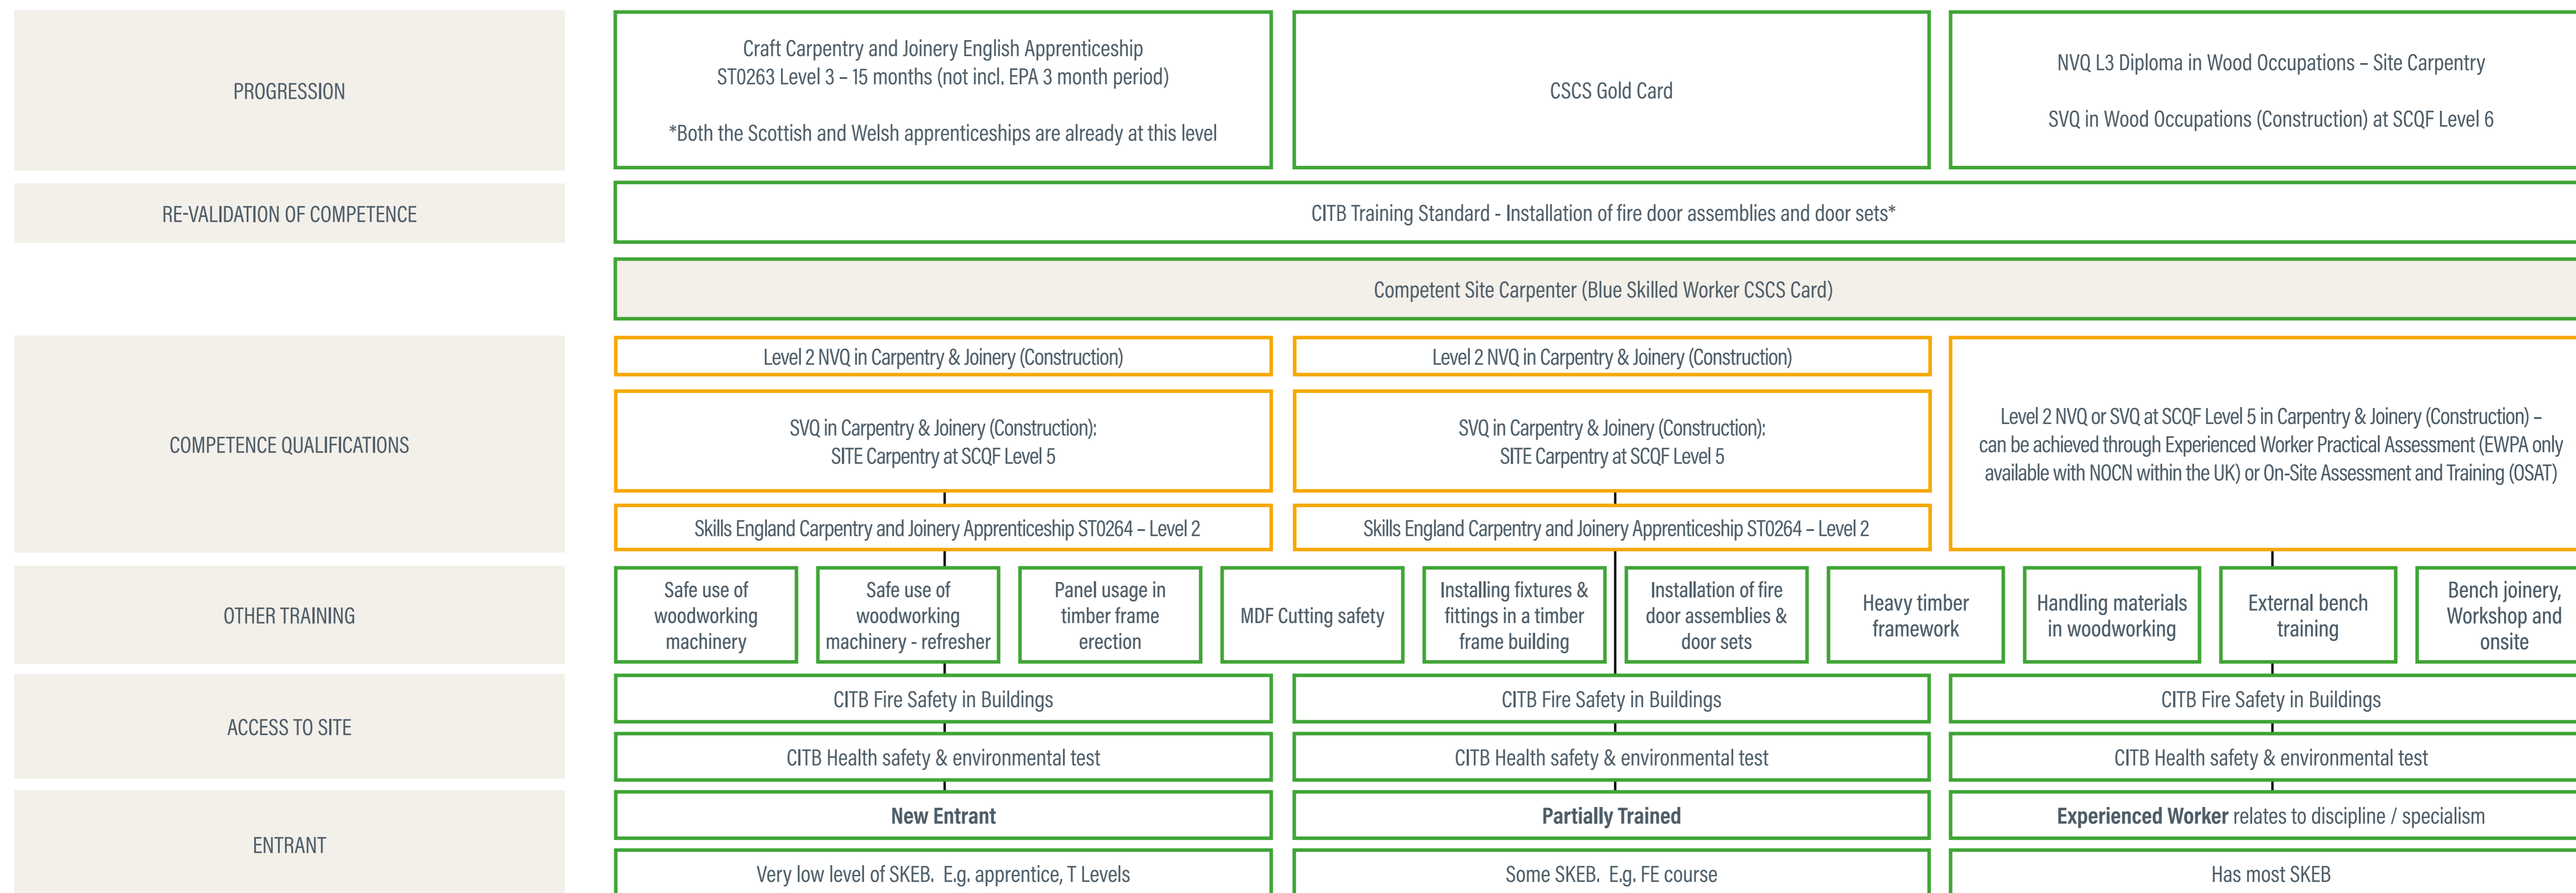 PROGRESSION
Craft Carpentry and Joinery English Apprenticeship
ST0263 Level 3 – 15 months (not incl. EPA 3 month period)
*Both the Scottish and Welsh apprenticeships are already at this level
CSCS Gold Card
NVQ L3 Diploma in Wood Occupations – Site Carpentry
SVQ in Wood Occupations (Construction) at SCQF Level 6
RE-VALIDATION OF COMPETENCE
CITB Training Standard - Installation of fire door assemblies and door sets*
Competent Site Carpenter (Blue Skilled Worker CSCS Card)
COMPETENCE QUALIFICATIONS
Level 2 NVQ in Carpentry & Joinery (Construction)
SVQ in Carpentry & Joinery (Construction):
SITE Carpentry at SCQF Level 5
Skills England Carpentry and Joinery Apprenticeship ST0264 – Level 2
Level 2 NVQ in Carpentry & Joinery (Construction)
SVQ in Carpentry & Joinery (Construction):
SITE Carpentry at SCQF Level 5
Skills England Carpentry and Joinery Apprenticeship ST0264 – Level 2
Level 2 NVQ or SVQ at SCQF Level 5 in Carpentry & Joinery (Construction) –
can be achieved through Experienced Worker Practical Assessment (EWPA only
available with NOCN within the UK) or On-Site Assessment and Training (OSAT)
OTHER TRAINING
Safe use of
woodworking
machinery
Safe use of
woodworking
machinery - refresher
Panel usage in
timber frame
erection
MDF Cutting safety
Installing fixtures &
fittings in a timber
frame building
Installation of fire
door assemblies &
door sets
Heavy timber
framework
Handling materials
in woodworking
External bench
training
Bench joinery,
Workshop and
onsite
ACCESS TO SITE
CITB Fire Safety in Buildings
CITB Fire Safety in Buildings
CITB Fire Safety in Buildings
CITB Health safety & environmental test
CITB Health safety & environmental test
CITB Health safety & environmental test
ENTRANT
New Entrant
Partially Trained
Experienced Worker relates to discipline / specialism
Very low level of SKEB. E.g. apprentice, T Levels
Some SKEB. E.g. FE course
Has most SKEB